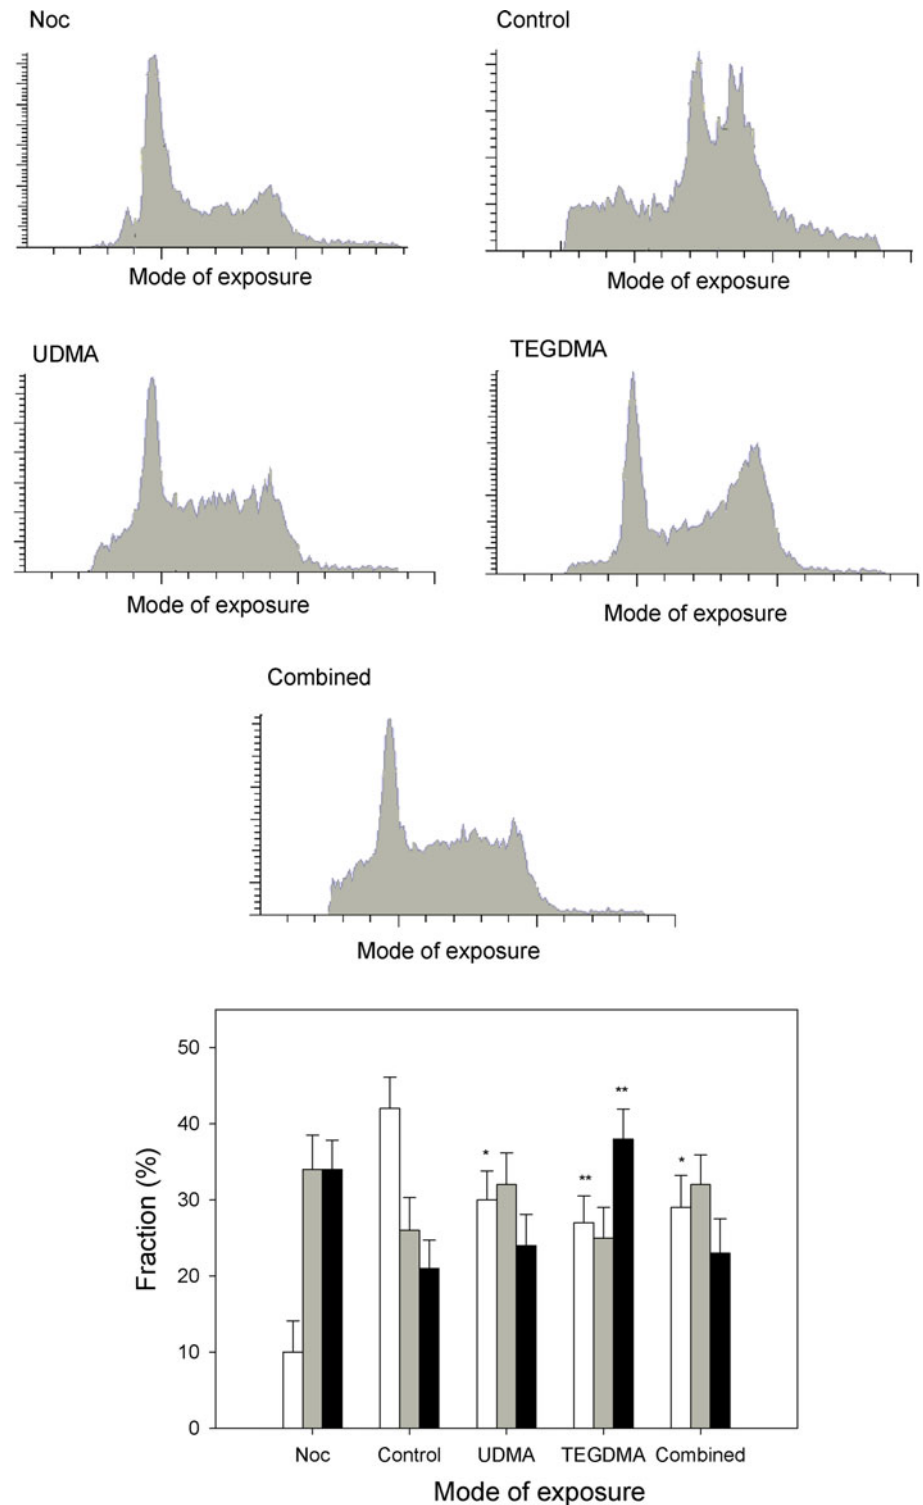 Noc
Control
Mode of exposure
Mode of exposure
UDMA
TEGDMA
Mode of exposure
Mode of exposure
Combined
Mode of exposure
50
40
30
20
10
0
Fraction (%)
* ** ** *
Noc Control UDMA TEGDMA Combined
Mode of exposure